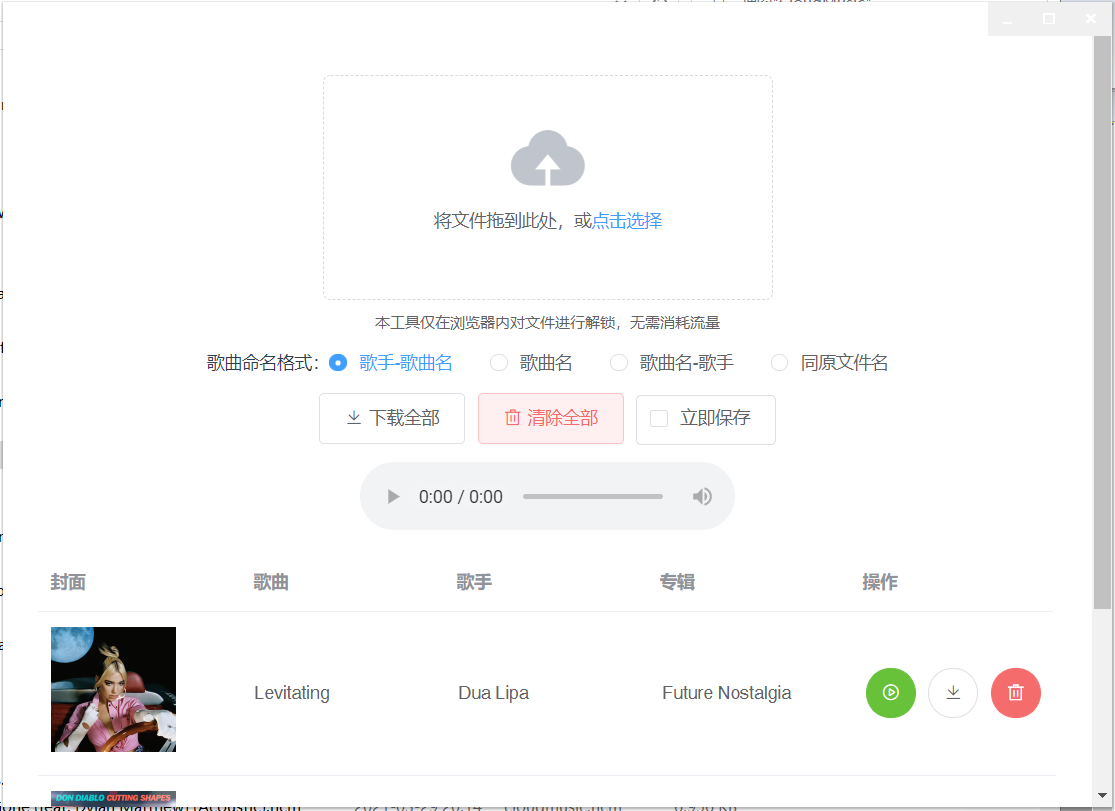 将文件拖到此处，或点击选择
本工具仅在浏览器内对文件进行解锁，无需消耗流量
歌曲命名格式： 歌手-歌曲名 歌曲名 歌曲名-歌手 同原文件名
下载全部 清除全部 立即保存
0:00 / 0:00
封面 歌曲 歌手 专辑 操作
Levitating Dua Lipa Future Nostalgia
DON DIABLO CUTTING SHAPES